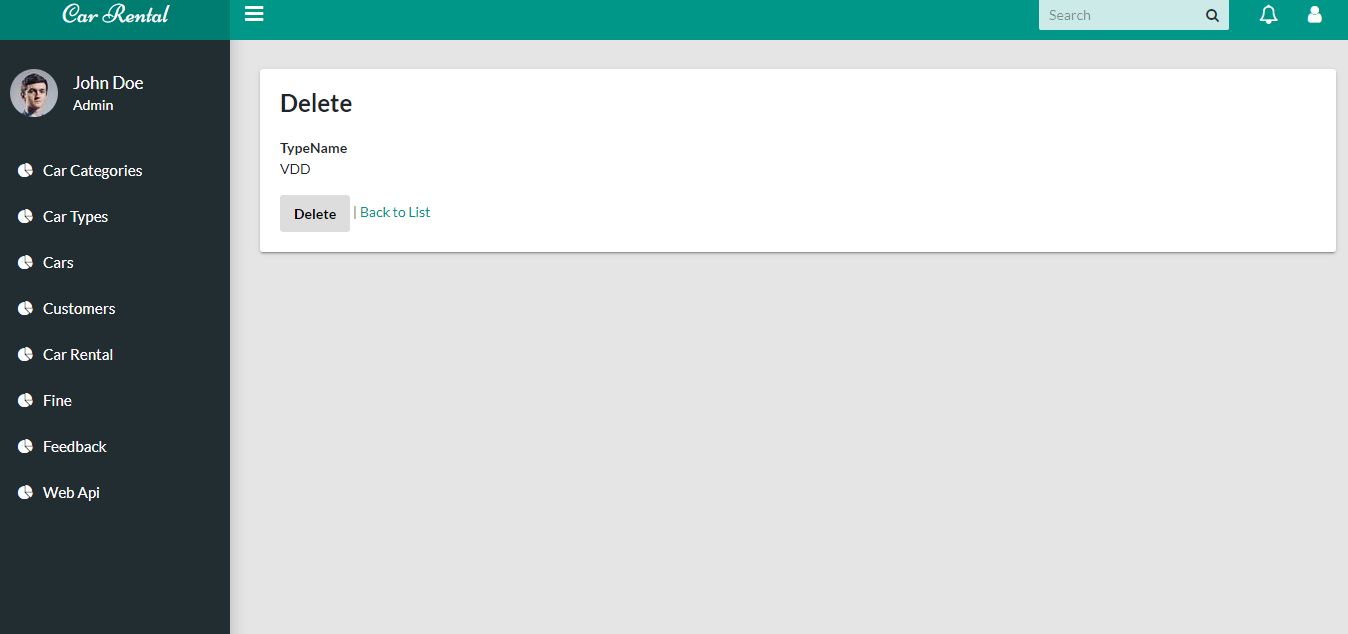 Car Rental
Search
John Doe
Admin
Car Categories
Car Types
Cars
Customers
Car Rental
Fine
Feedback
Web Api
Delete
TypeName
VDD
Delete | Back to List